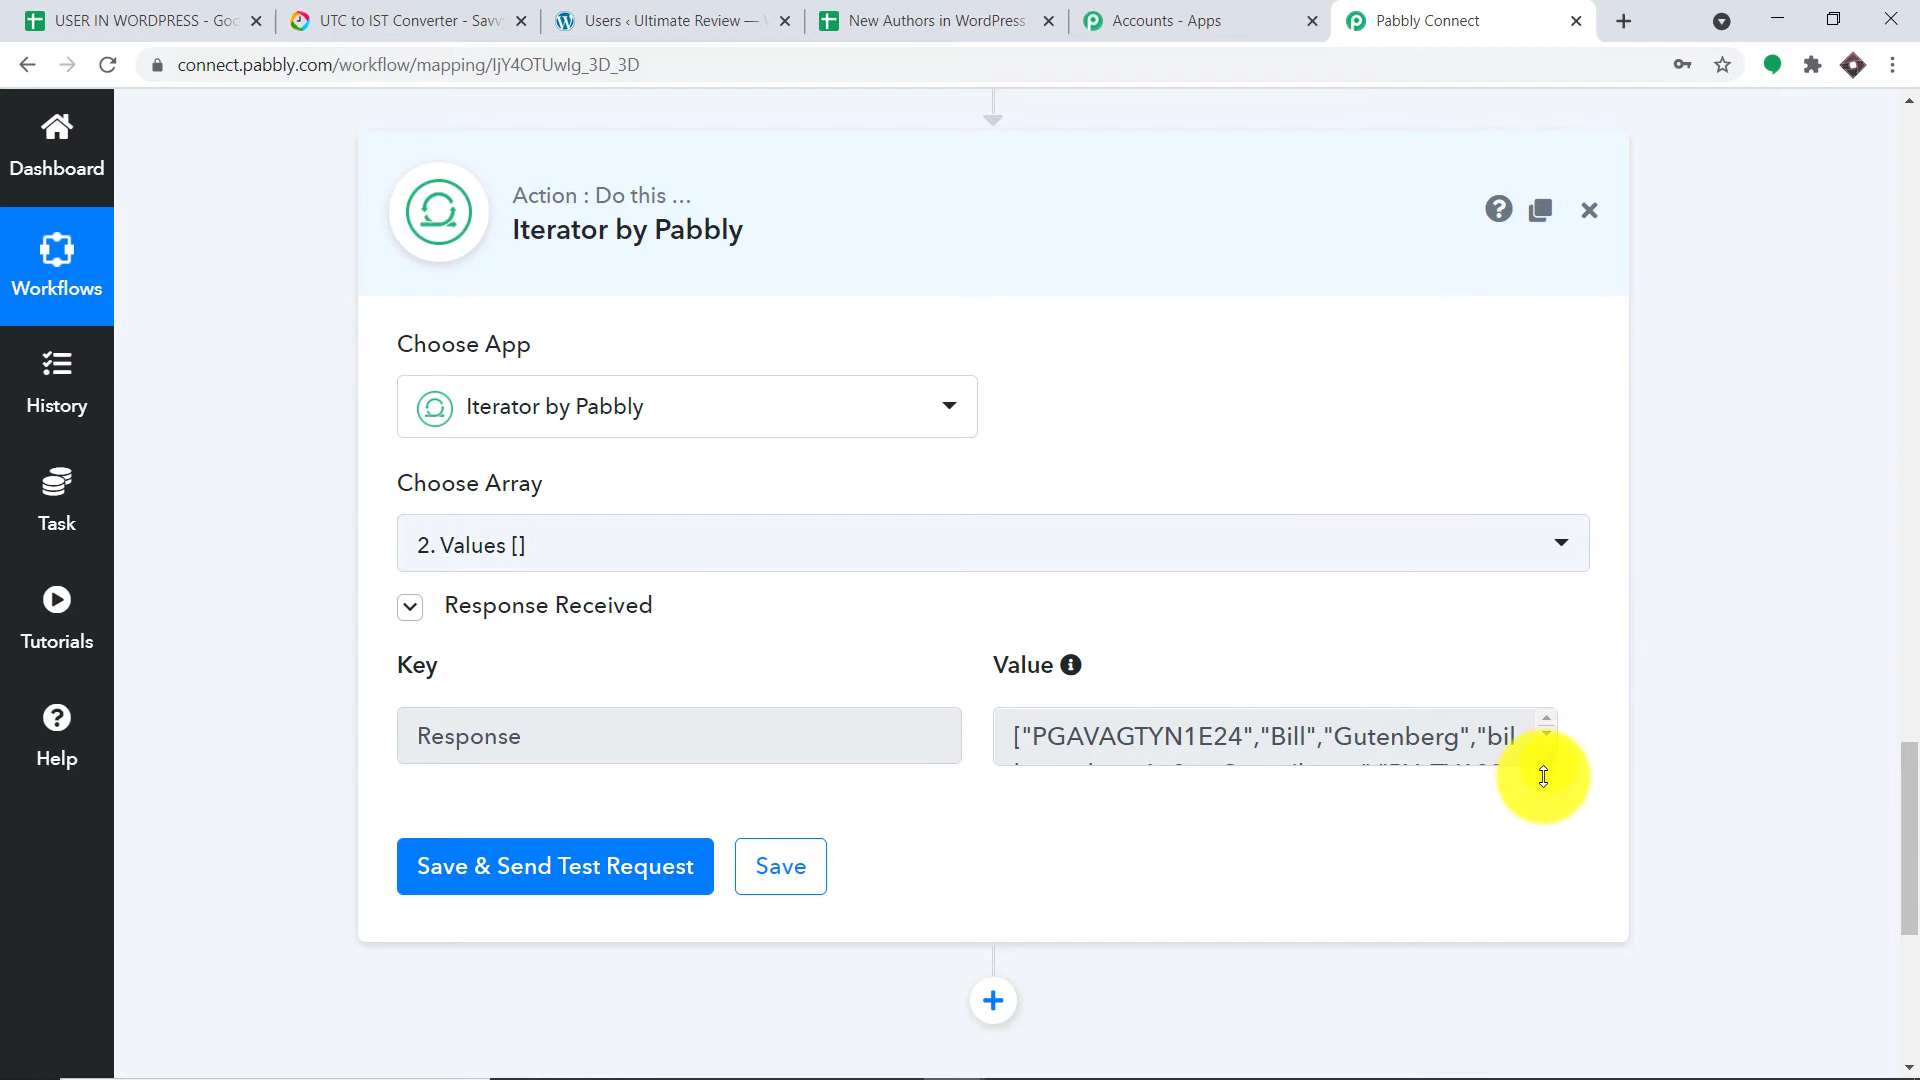 USER IN WORDPRESS - Goo
UTC to IST Converter - Savvy
Users ‹ Ultimate Review —
New Authors in WordPress
Accounts - Apps
Pabbly Connect
connect.pabbly.com/workflow/mapping/IjY4OTUwIg_3D_3D
Dashboard
Workflows
History
Task
Tutorials
Help
Action : Do this ...
Iterator by Pabbly
Choose App
Iterator by Pabbly
Choose Array
2. Values []
Response Received
Key
Value
Response
["PGAVAGTYN1E24","Bill","Gutenberg","bil
Save & Send Test Request
Save